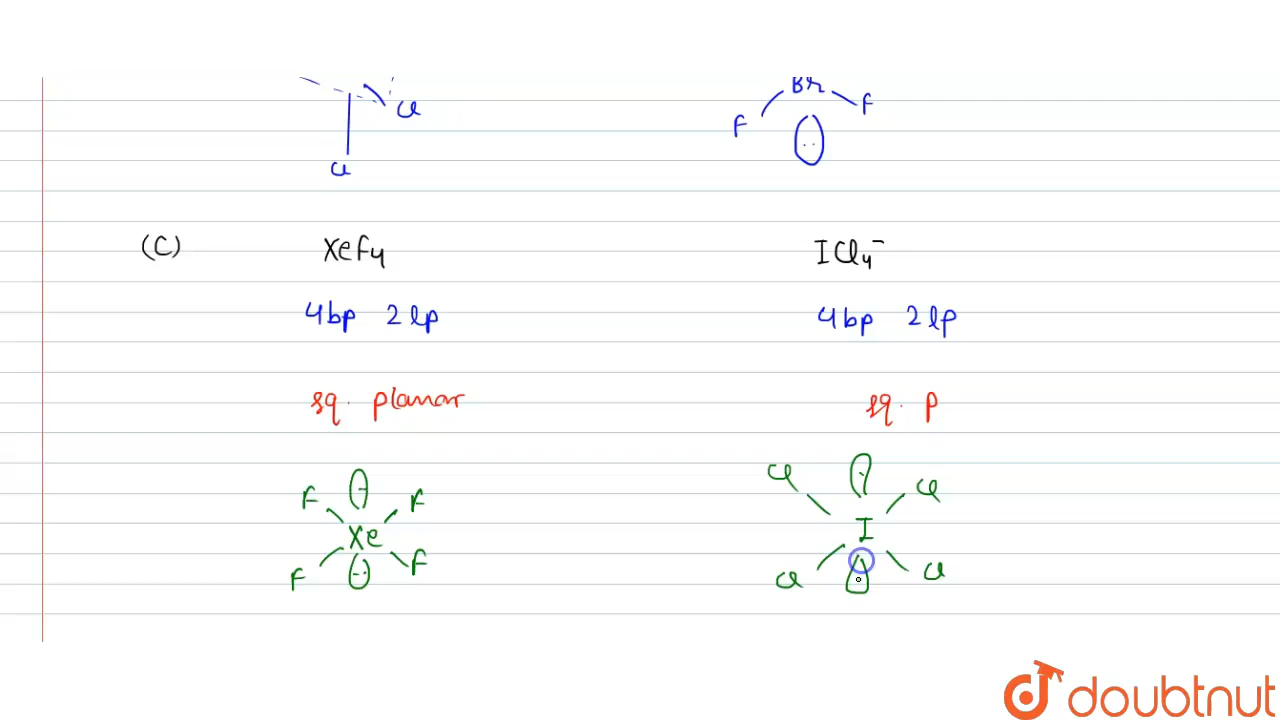 Br
Cl F
F
Cl
(C) XeF4 ICl4⁻
4bp 2lp 4bp 2lp
sq. planar sq. p
Cl Cl
F F
Xe I
F F Cl Cl
doubtnut